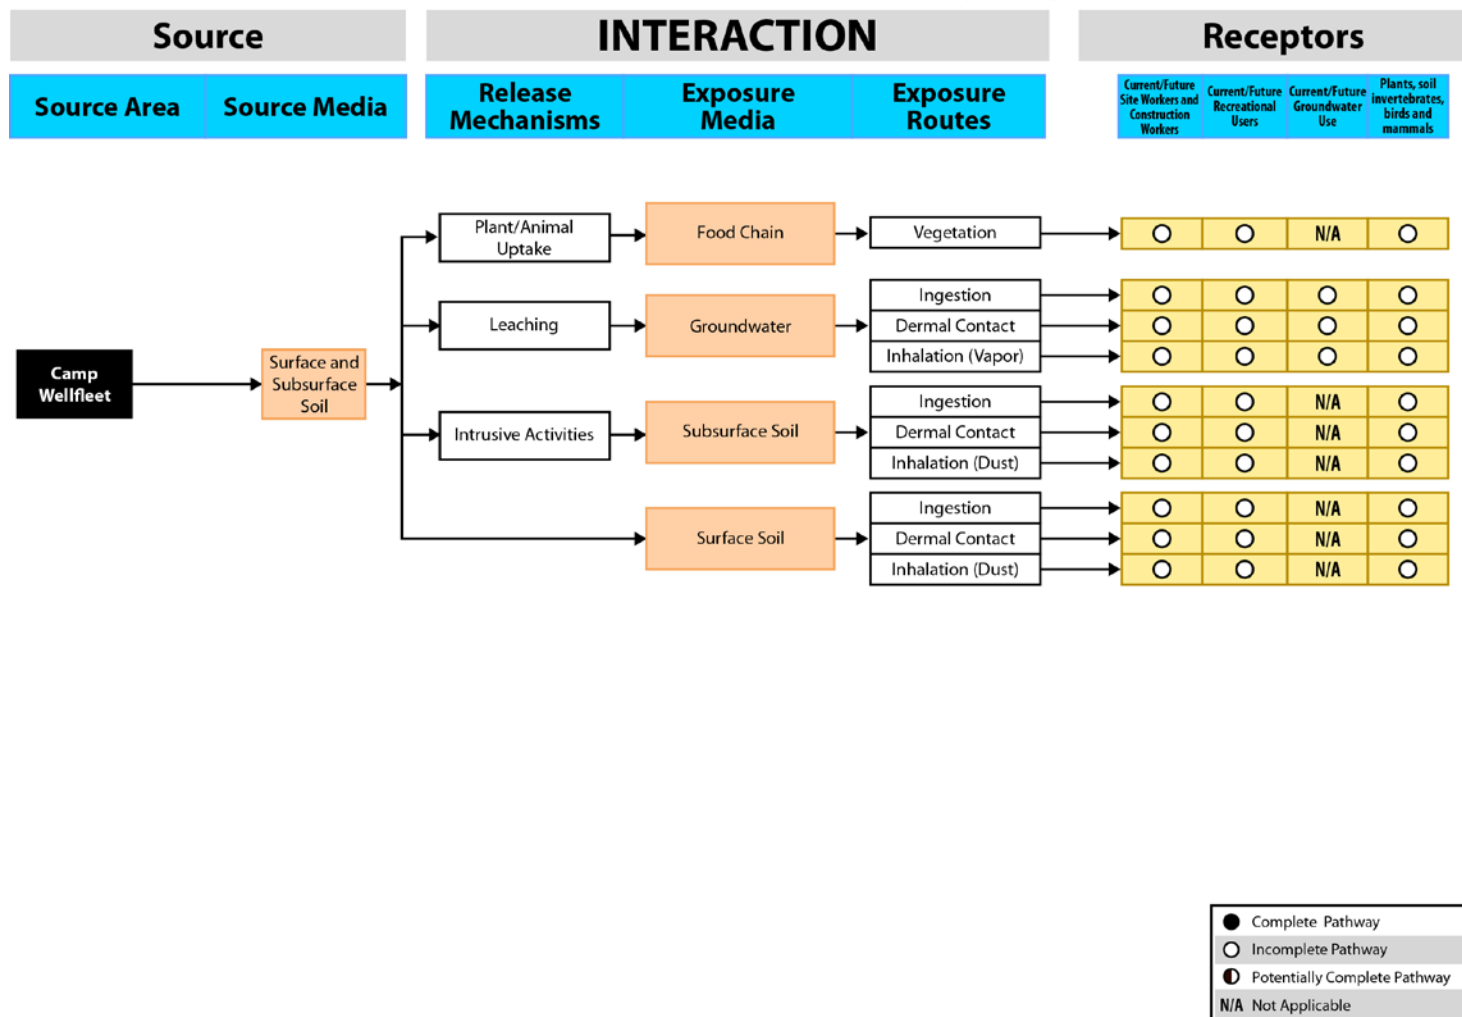 Source
INTERACTION
Receptors
Source Area
Source Media
Release
Mechanisms
Exposure
Media
Exposure
Routes
Current/Future
Site Workers and
Construction
Workers
Current/Future
Recreational
Users
Current/Future
Groundwater
Use
Plants, soil
invertebrates,
birds and
mammals
Camp
Wellfleet
Surface and
Subsurface
Soil
Plant/Animal
Uptake
Food Chain
Vegetation
N/A
Leaching
Groundwater
Ingestion
Dermal Contact
Inhalation (Vapor)
Intrusive Activities
Subsurface Soil
Ingestion
N/A
Dermal Contact
N/A
Inhalation (Dust)
N/A
Surface Soil
Ingestion
N/A
Dermal Contact
N/A
Inhalation (Dust)
N/A
Complete Pathway
Incomplete Pathway
Potentially Complete Pathway
N/A Not Applicable